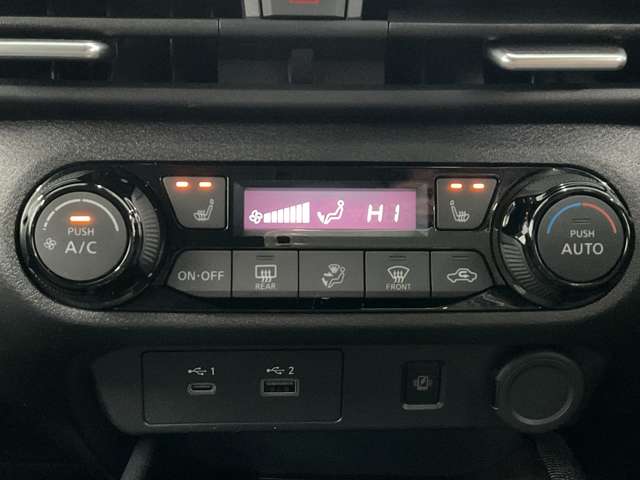 PUSH
A/C
HI
PUSH
AUTO
ON·OFF
REAR
FRONT
1
2